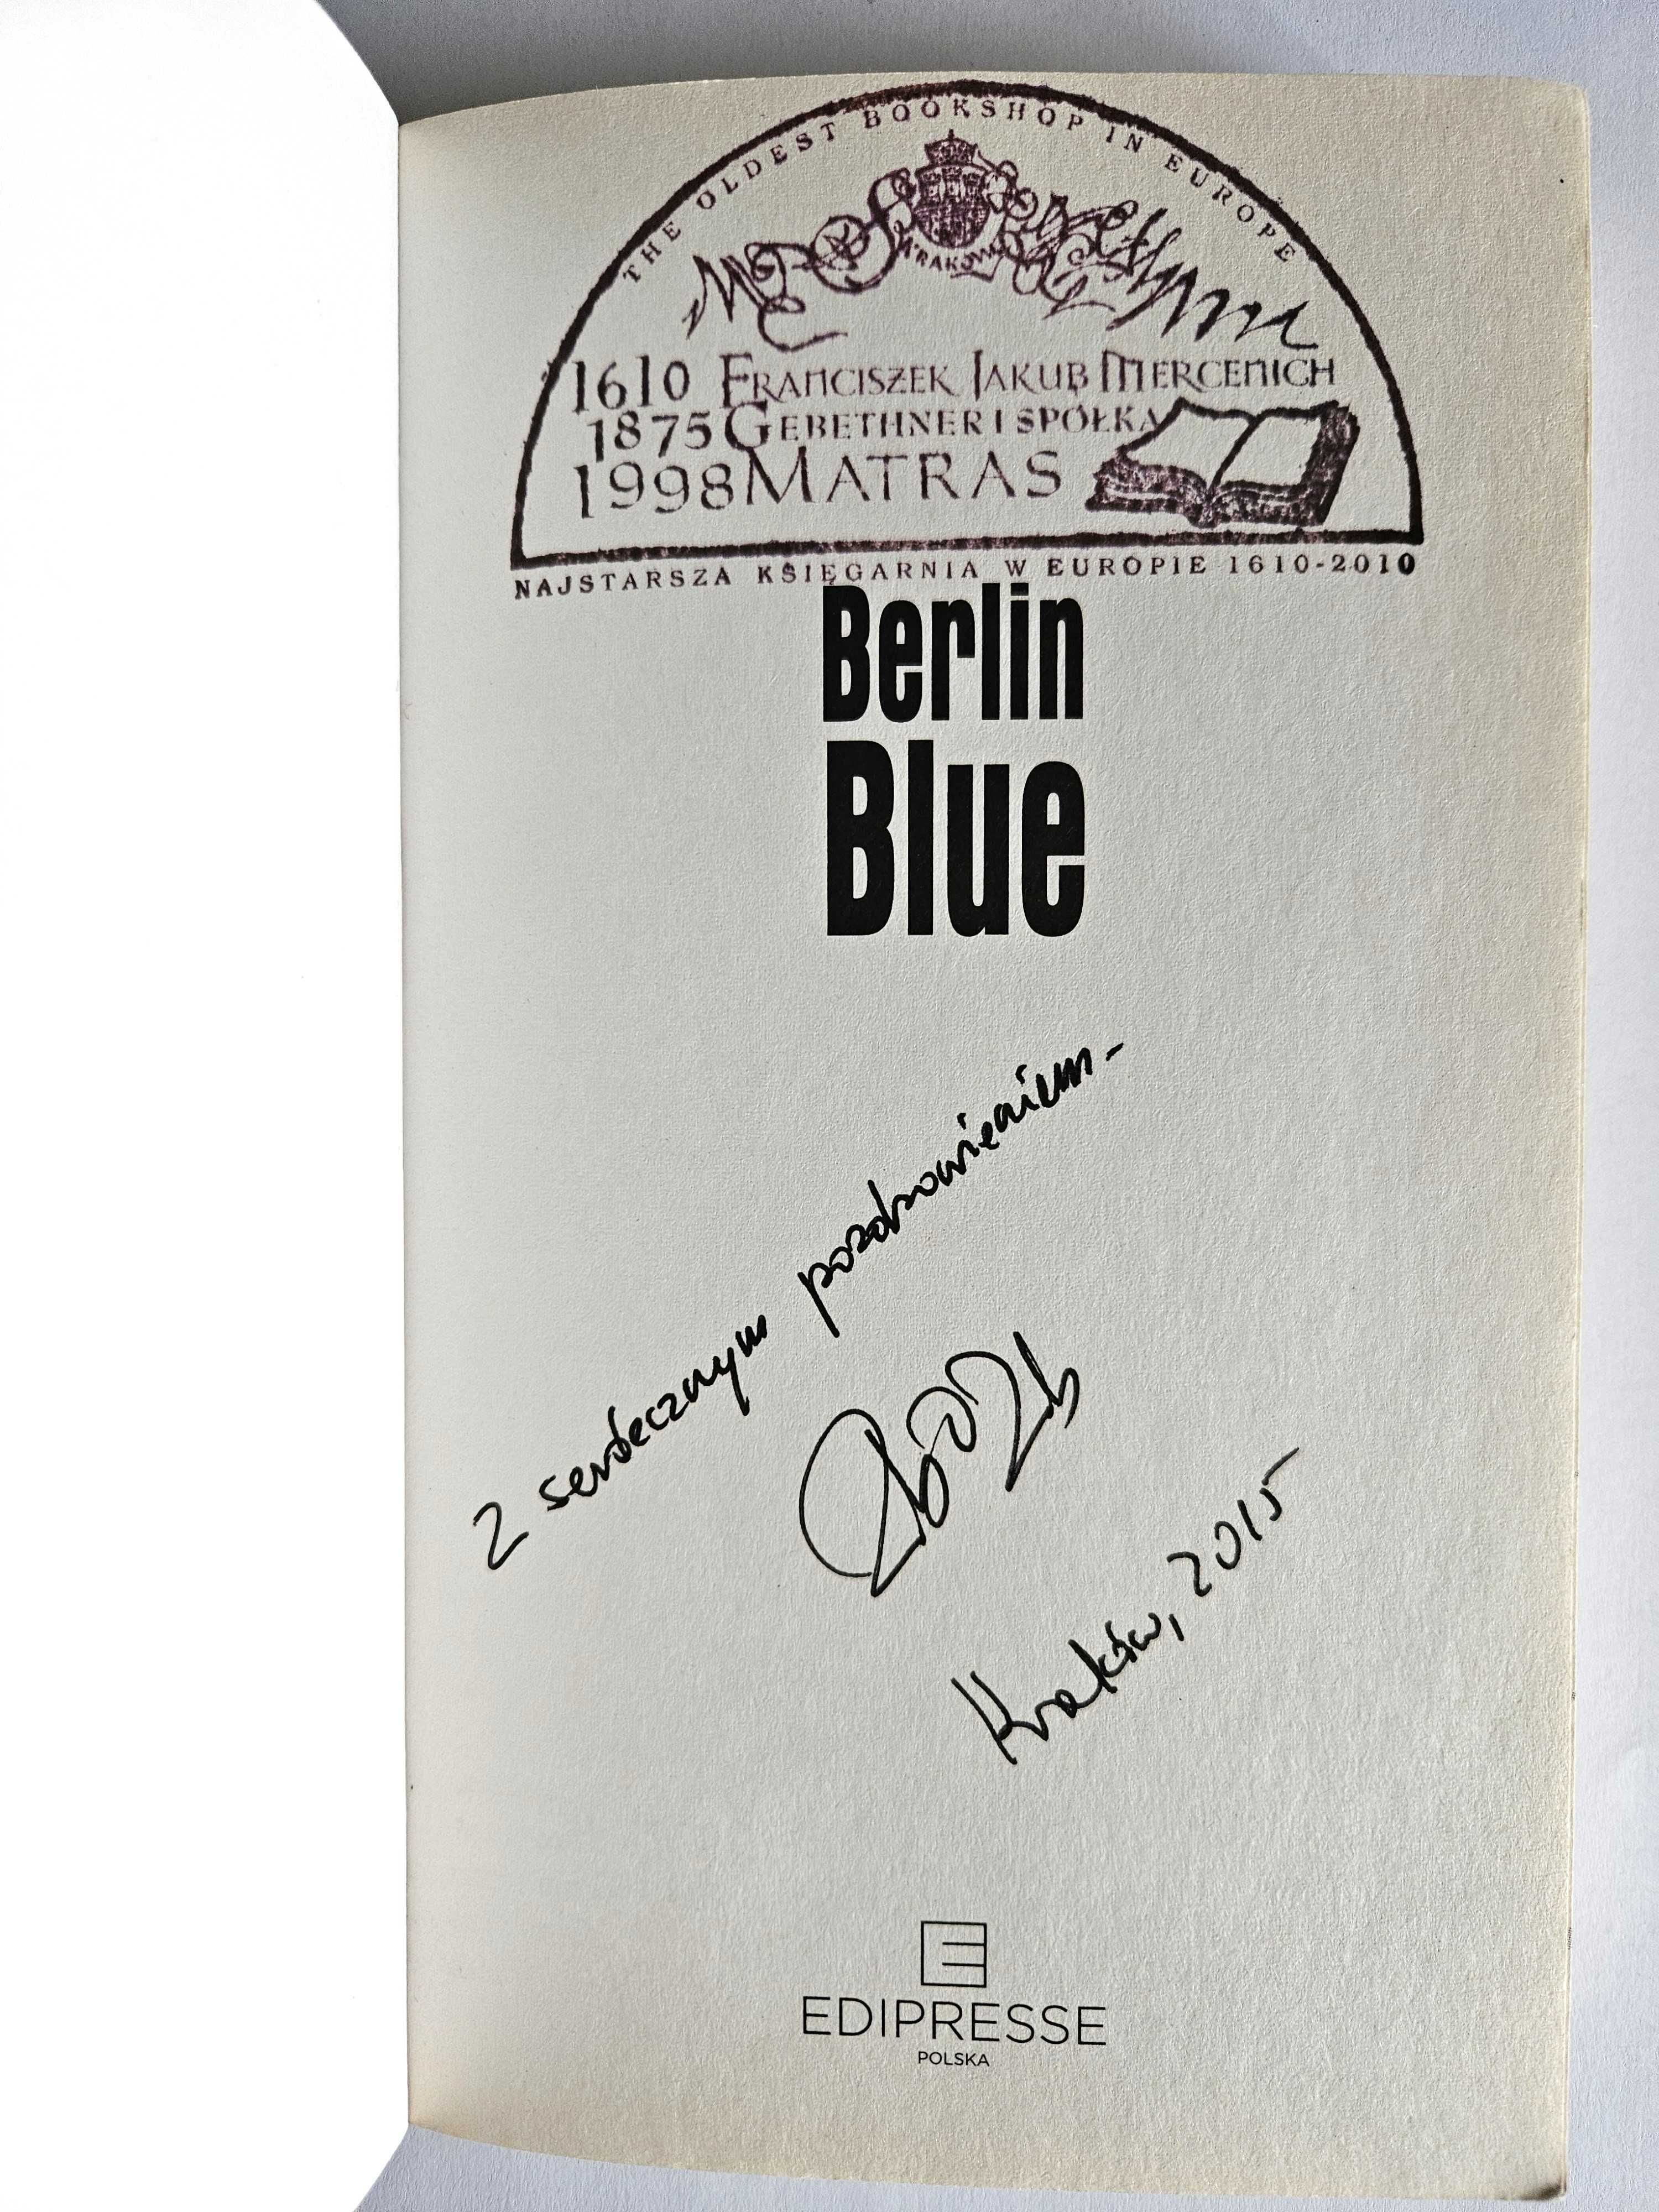 THE OLDEST BOOKSHOP IN EUROPE
KRAKOW
1610 FRANCISZEK JAKUB MERCENICH
1875 GEBETHNER I SPÓŁKA
1998 MATRAS
NAJSTARSZA KSIĘGARNIA W EUROPIE 1610-2010
Berlin
Blue
Z serdecznym pozdrowieniem -
Kraków, 2015
E
EDIPRESSE
POLSKA